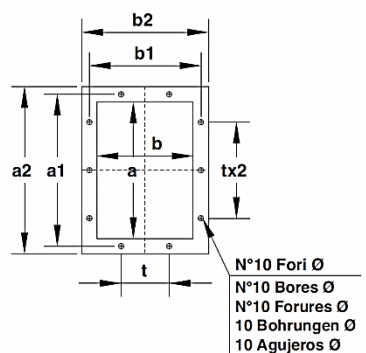 b2
b1
b
a2
a1
a
tx2
t
N°10 Fori Ø
N°10 Bores Ø
N°10 Forures Ø
10 Bohrungen Ø
10 Agujeros Ø